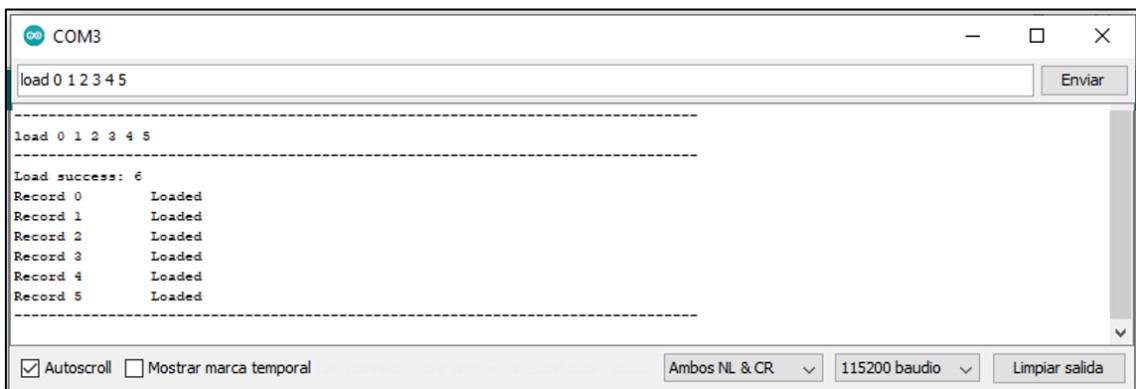 COM3
load 0 1 2 3 4 5
Enviar
--------------------------------------------------------------------------------
load 0 1 2 3 4 5
--------------------------------------------------------------------------------
Load success: 6
Record 0 Loaded
Record 1 Loaded
Record 2 Loaded
Record 3 Loaded
Record 4 Loaded
Record 5 Loaded
--------------------------------------------------------------------------------
Autoscroll Mostrar marca temporal Ambos NL & CR 115200 baudio Limpiar salida